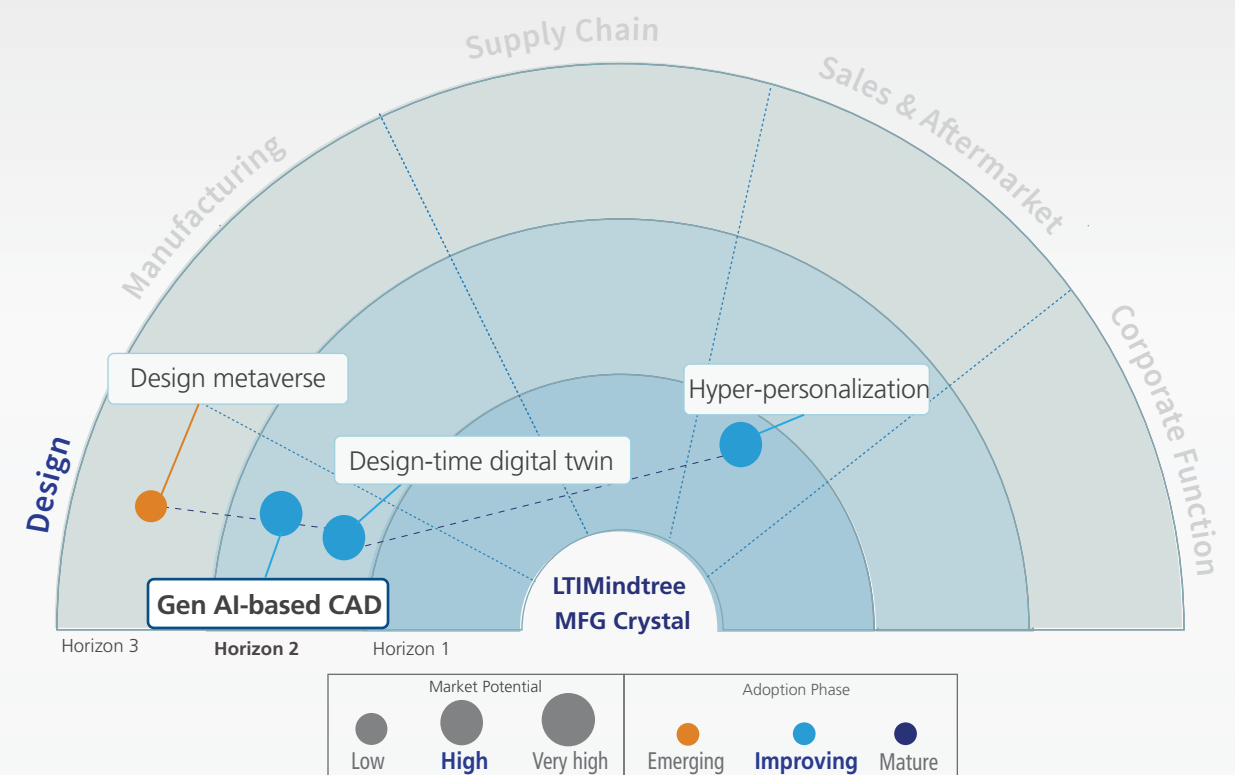 Supply Chain
Sales & Aftermarket
Manufacturing
Corporate Function
Design
Design metaverse
Hyper-personalization
Design-time digital twin
Gen AI-based CAD
LTIMindtree
MFG Crystal
Horizon 3
Horizon 2
Horizon 1
Market Potential
Low
High
Very high
Adoption Phase
Emerging
Improving
Mature